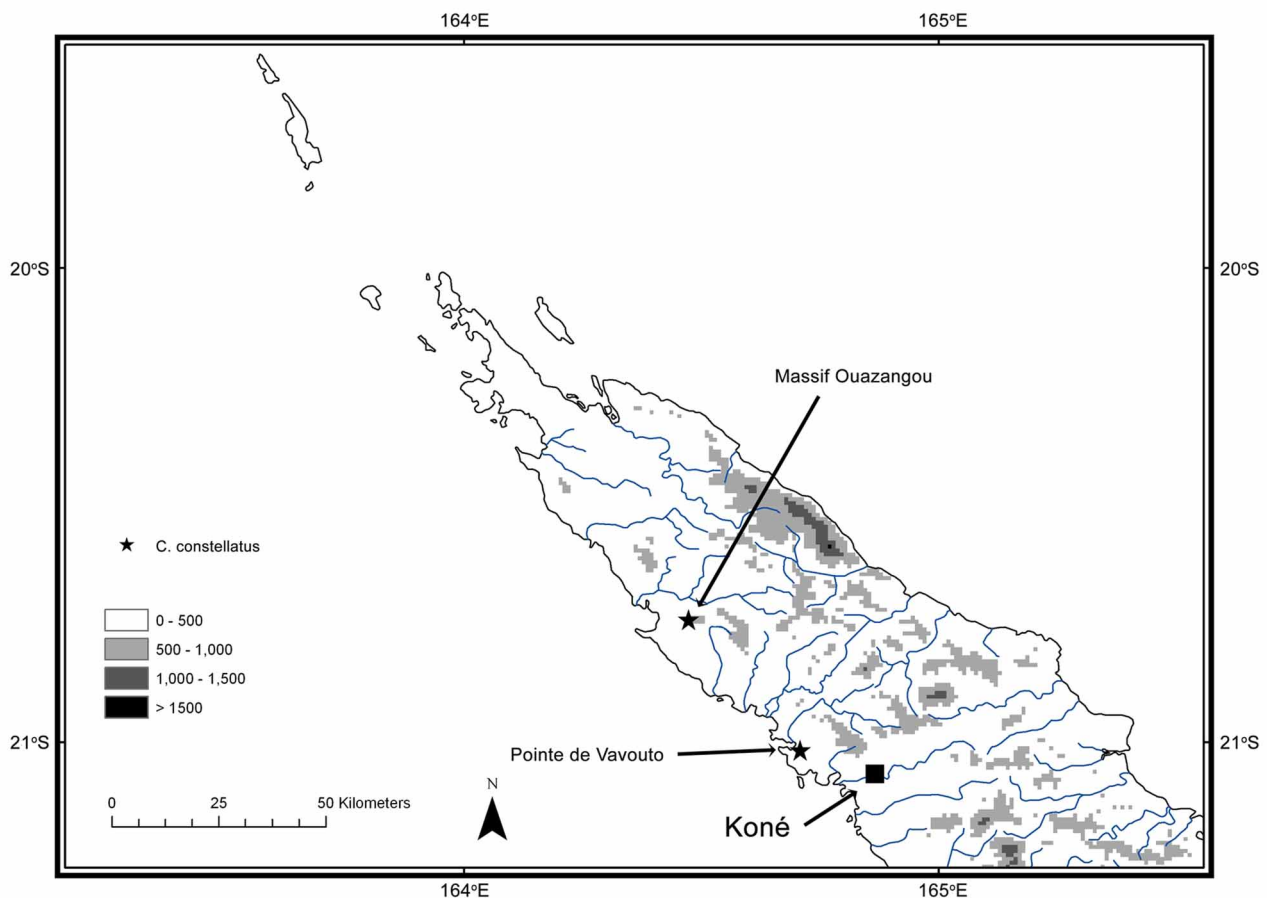 164°E 165°E
20°S 20°S
Massif Ouazangou
C. constellatus
0 - 500
500 - 1,000
1,000 - 1,500
> 1500
21°S Pointe de Vavouto 21°S
N
0 25 50 Kilometers
Koné
164°E 165°E